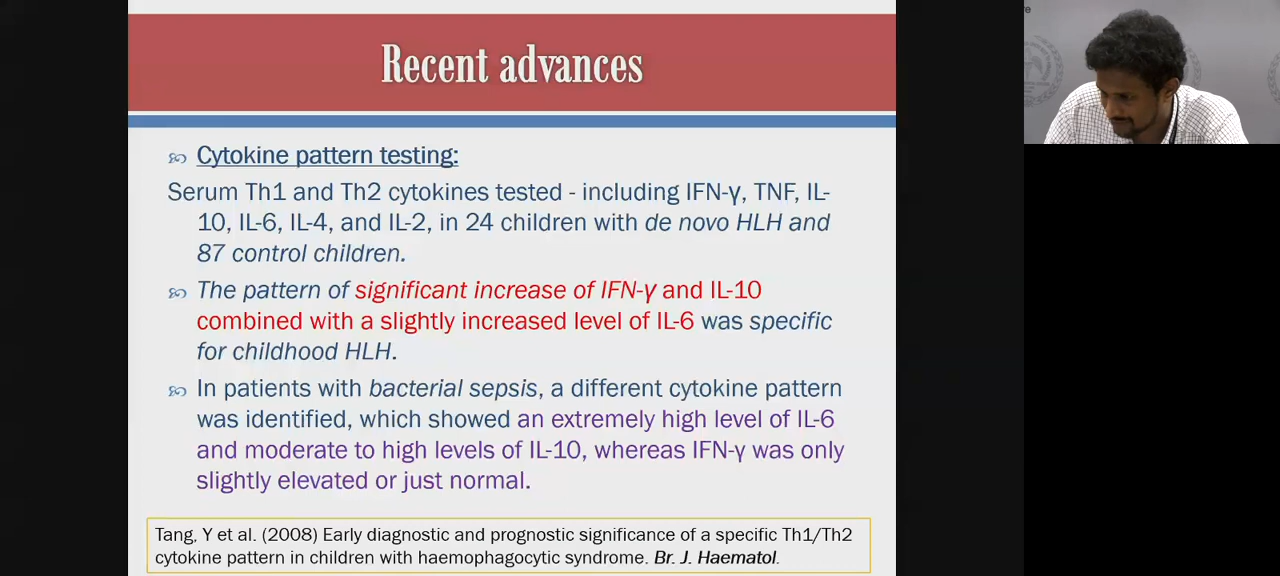 re
Recent advances
Cytokine pattern testing:
Serum Th1 and Th2 cytokines tested - including IFN-γ, TNF, IL-
10, IL-6, IL-4, and IL-2, in 24 children with de novo HLH and
87 control children.
The pattern of significant increase of IFN-γ and IL-10
combined with a slightly increased level of IL-6 was specific
for childhood HLH.
In patients with bacterial sepsis, a different cytokine pattern
was identified, which showed an extremely high level of IL-6
and moderate to high levels of IL-10, whereas IFN-γ was only
slightly elevated or just normal.
Tang, Y et al. (2008) Early diagnostic and prognostic significance of a specific Th1/Th2
cytokine pattern in children with haemophagocytic syndrome. Br. J. Haematol.